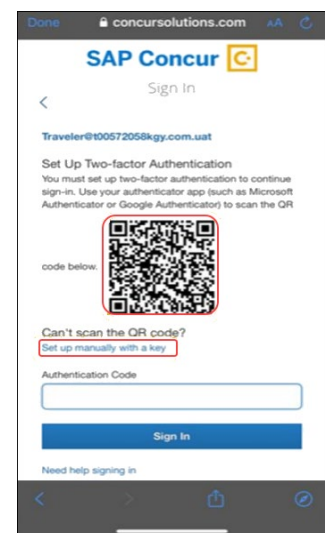 Done concursolutions.com AA
SAP Concur C
Sign In
Traveler@t00572058kgy.com.uat
Set Up Two-factor Authentication
You must set up two-factor authentication to continue
sign-in. Use your authenticator app (such as Microsoft
Authenticator or Google Authenticator) to scan the QR
code below.
Can't scan the QR code?
Set up manually with a key
Authentication Code
Sign In
Need help signing in